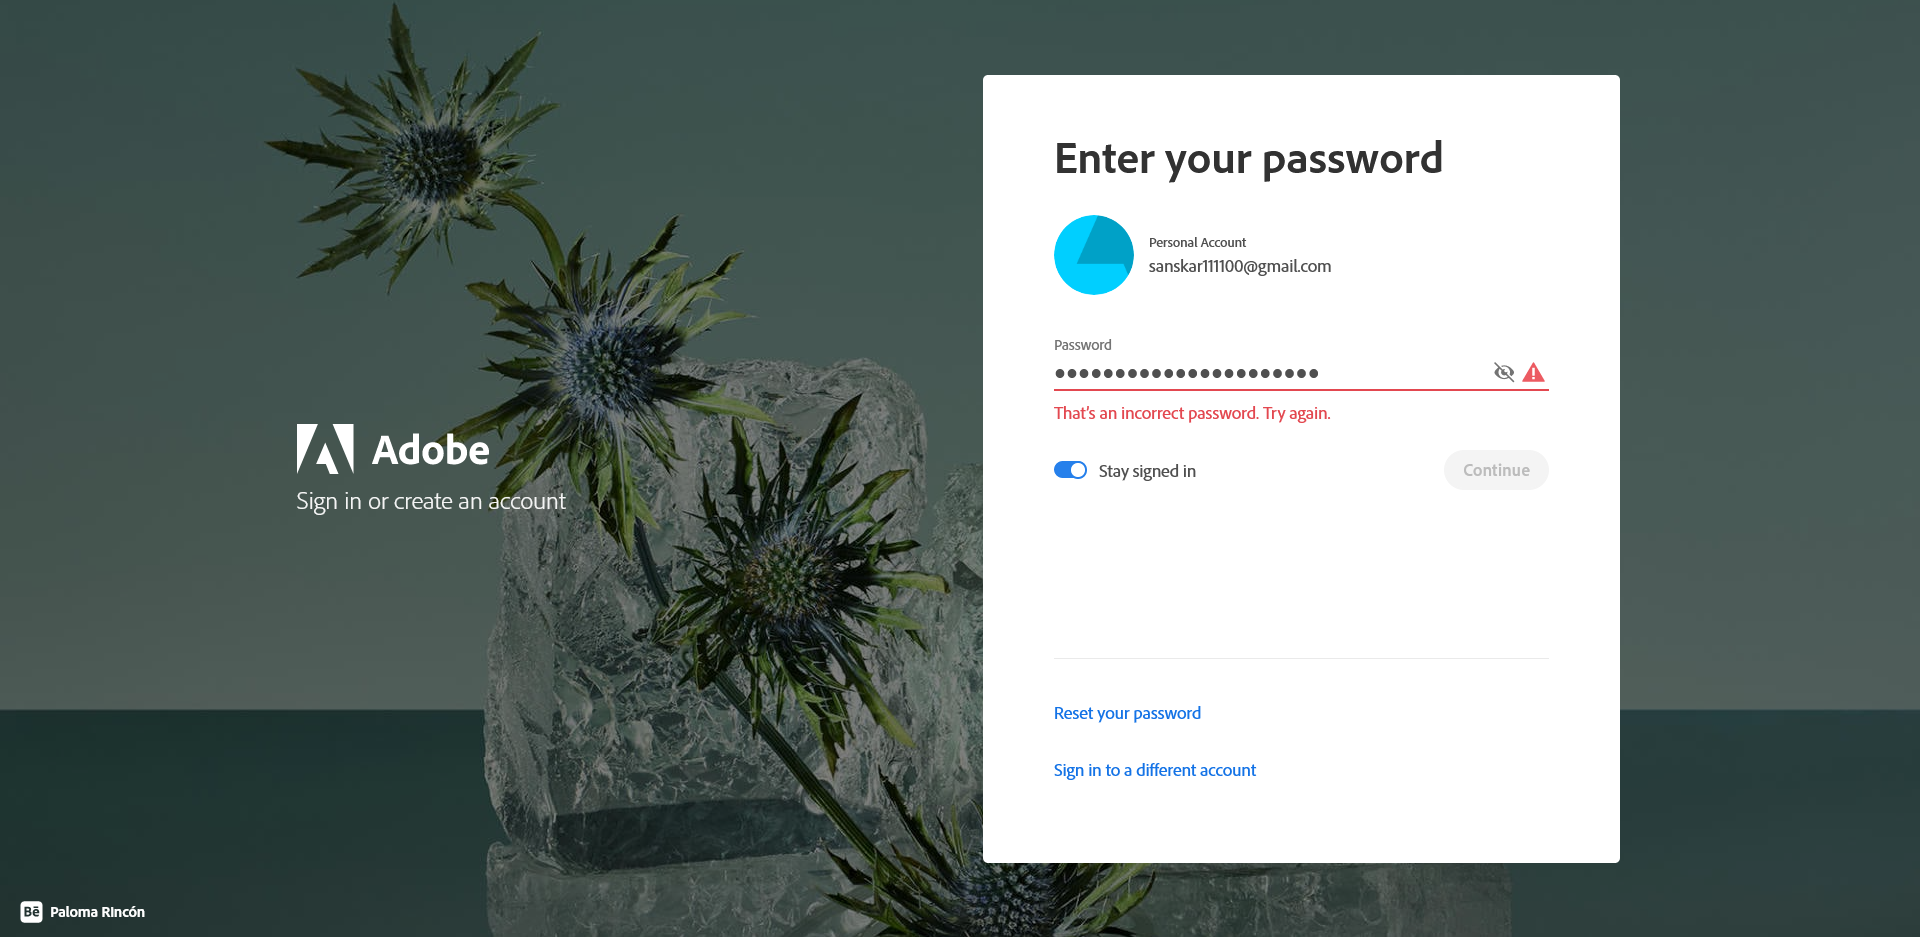 Adobe
Sign in or create an account
Enter your password
Personal Account
sanskar111100@gmail.com
Password
That's an incorrect password. Try again.
Stay signed in
Continue
Reset your password
Sign in to a different account
Bē Paloma Rincón